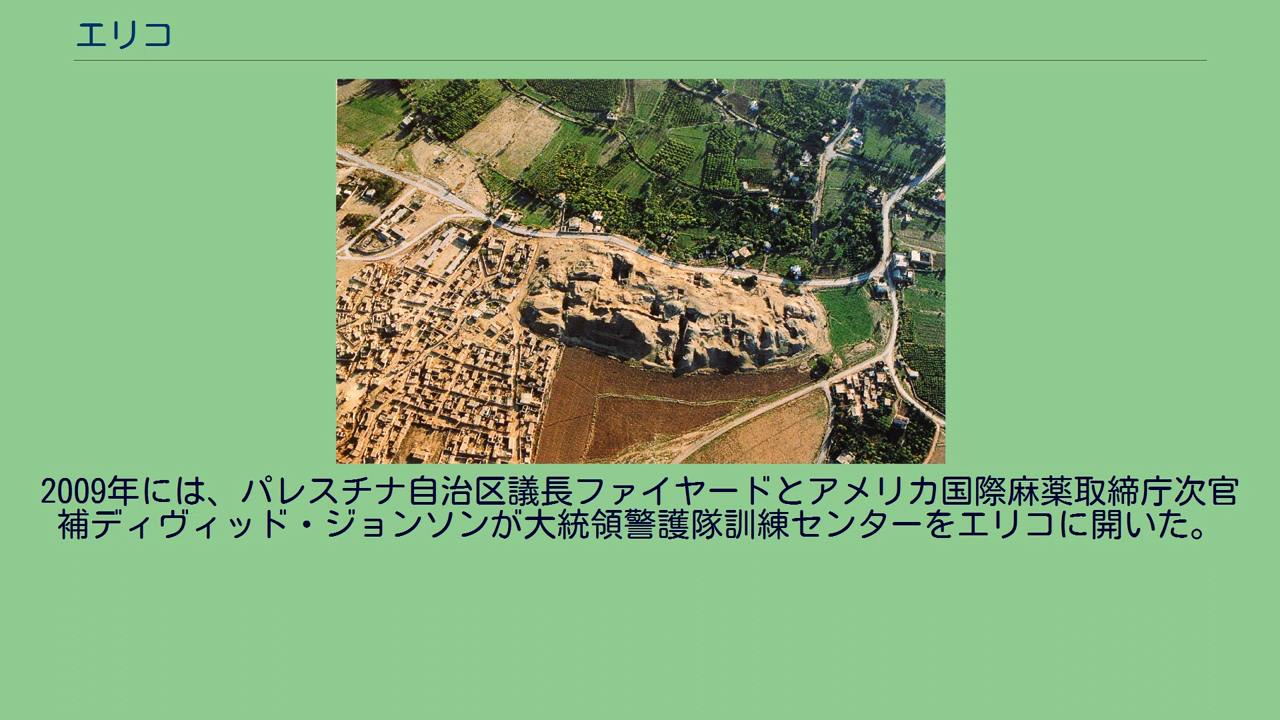 エリコ
2009年には、パレスチナ自治区議長ファイヤードとアメリカ国際麻薬取締庁次官
補ディヴィッド・ジョンソンが大統領警護隊訓練センターをエリコに開いた。